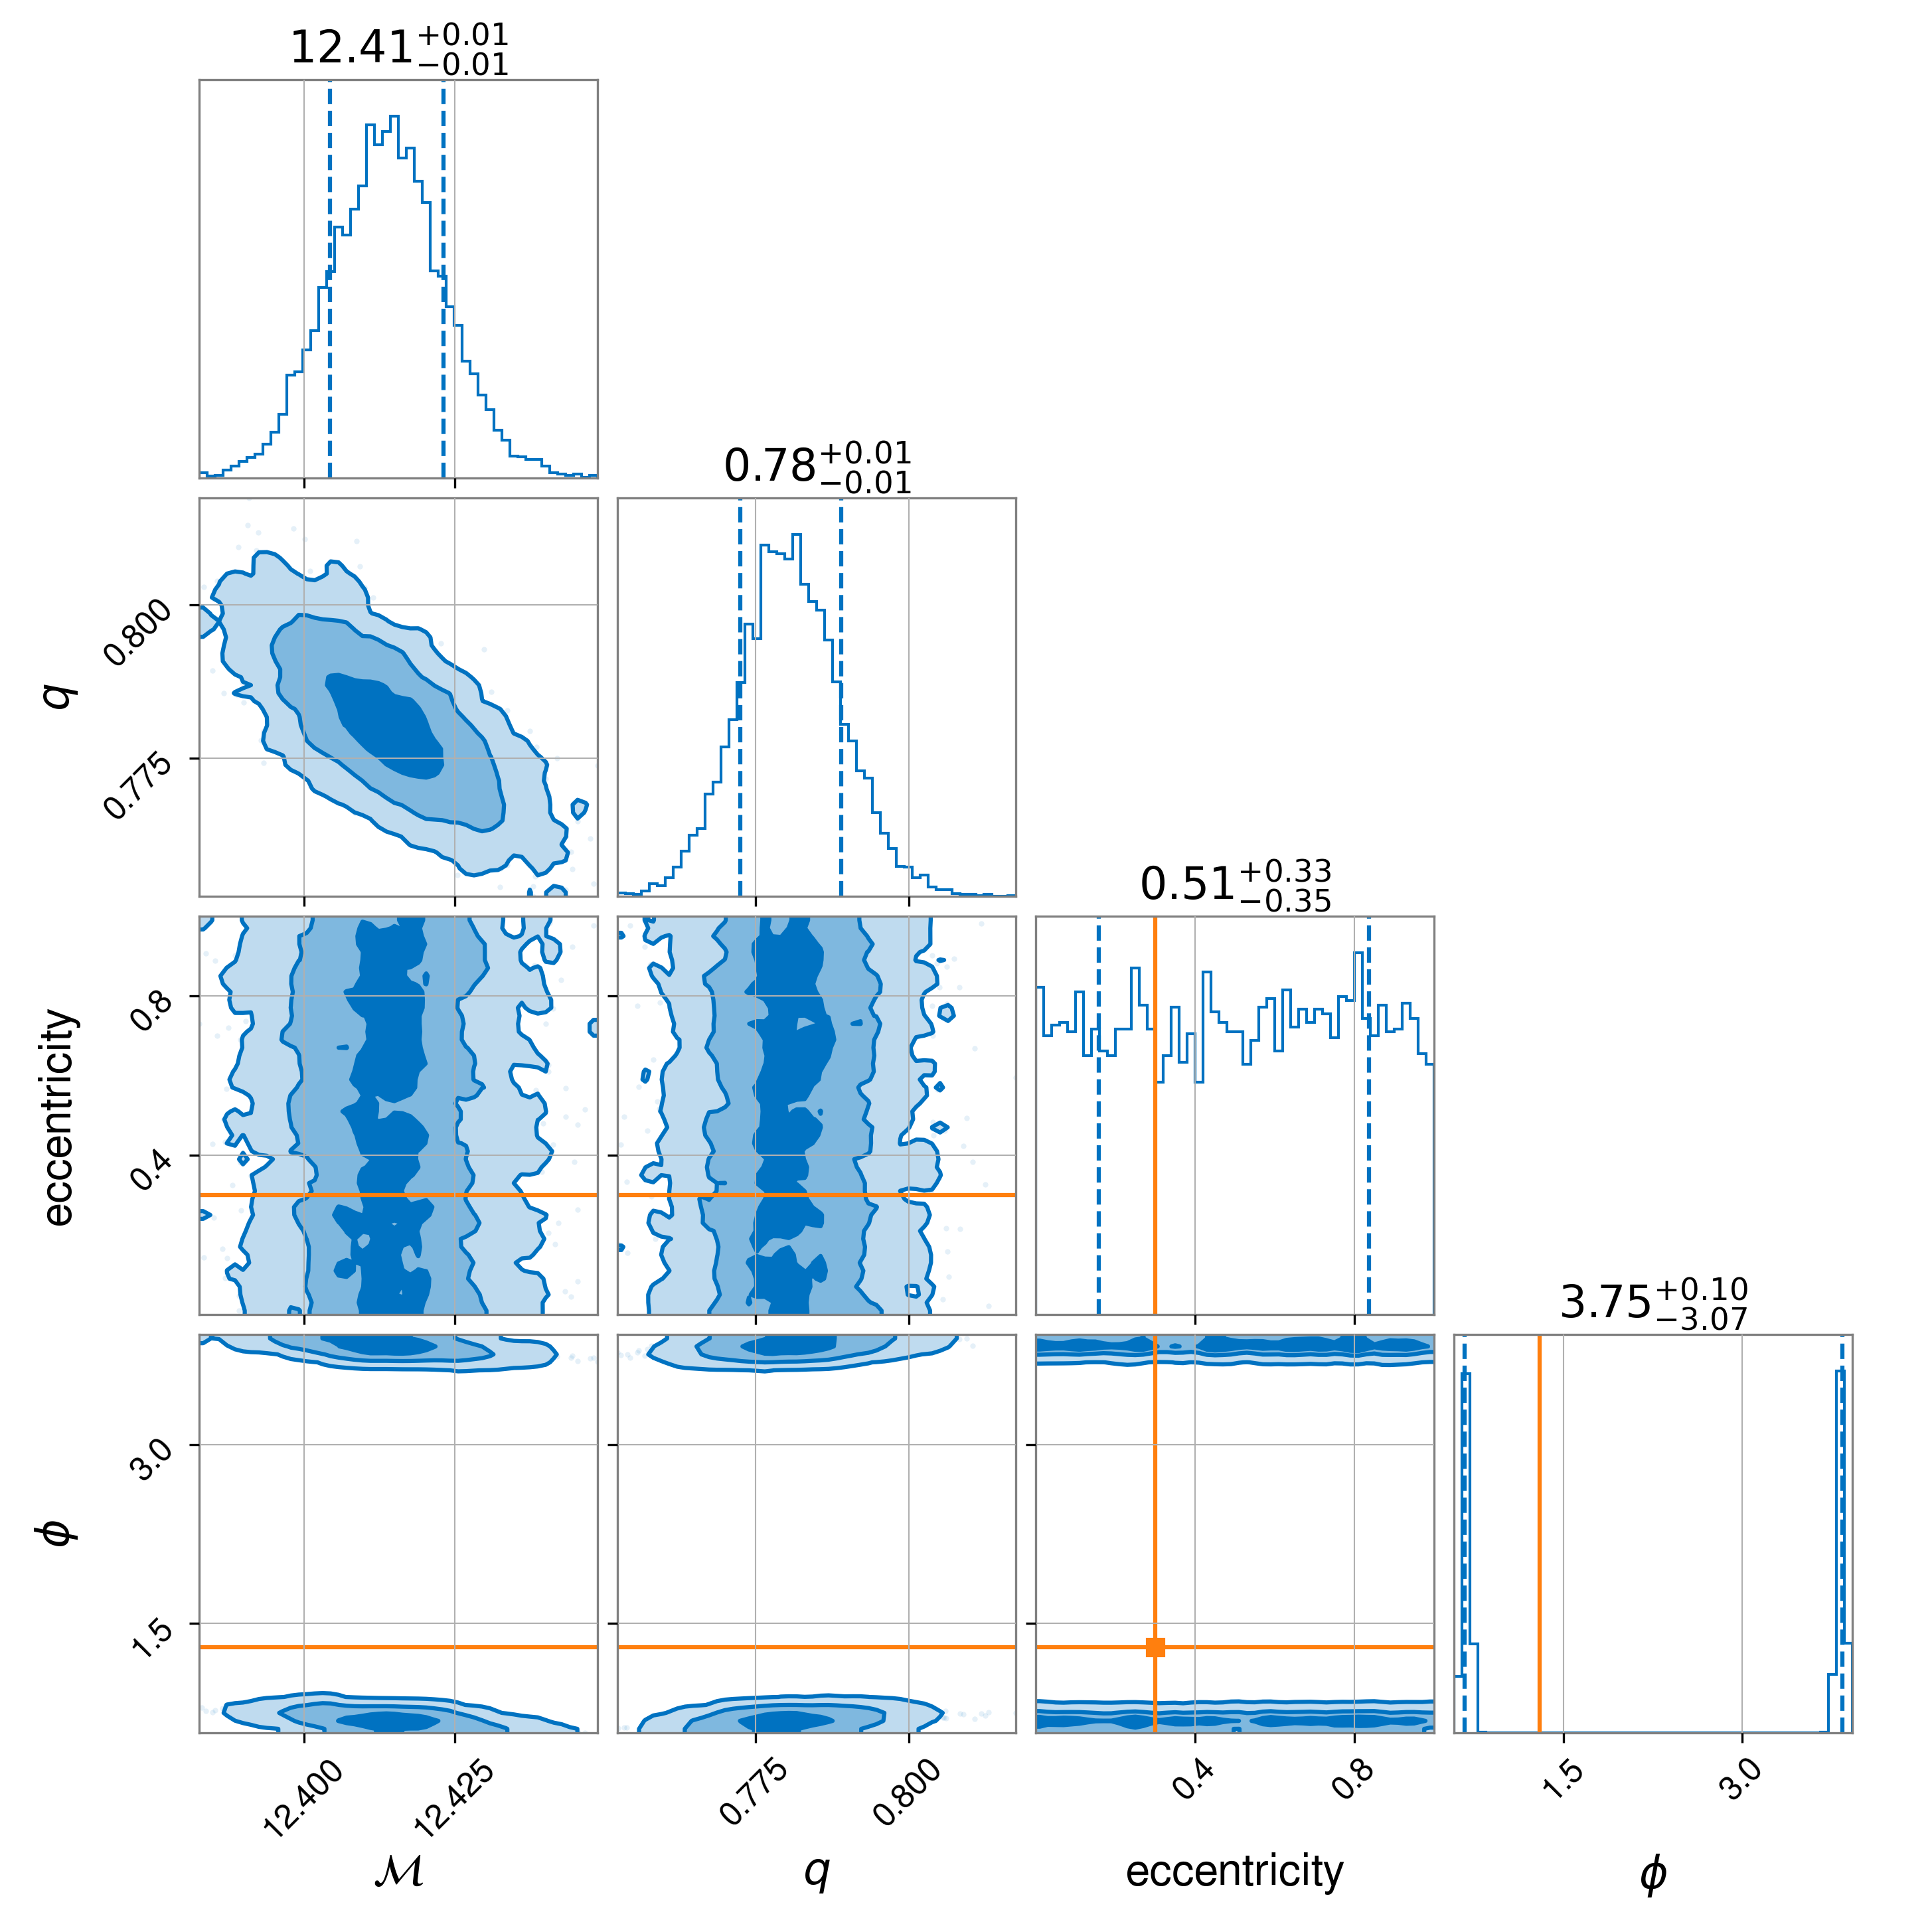 12.41 +0.01 −0.01
0.78 +0.01 −0.01
q
0.800
0.775
0.51 +0.33 −0.35
eccentricity
0.8
0.4
3.75 +0.10 −3.07
ϕ
3.0
1.5
12.400 12.425 0.775 0.800 0.4 0.8 1.5 3.0
ℳ q eccentricity ϕ